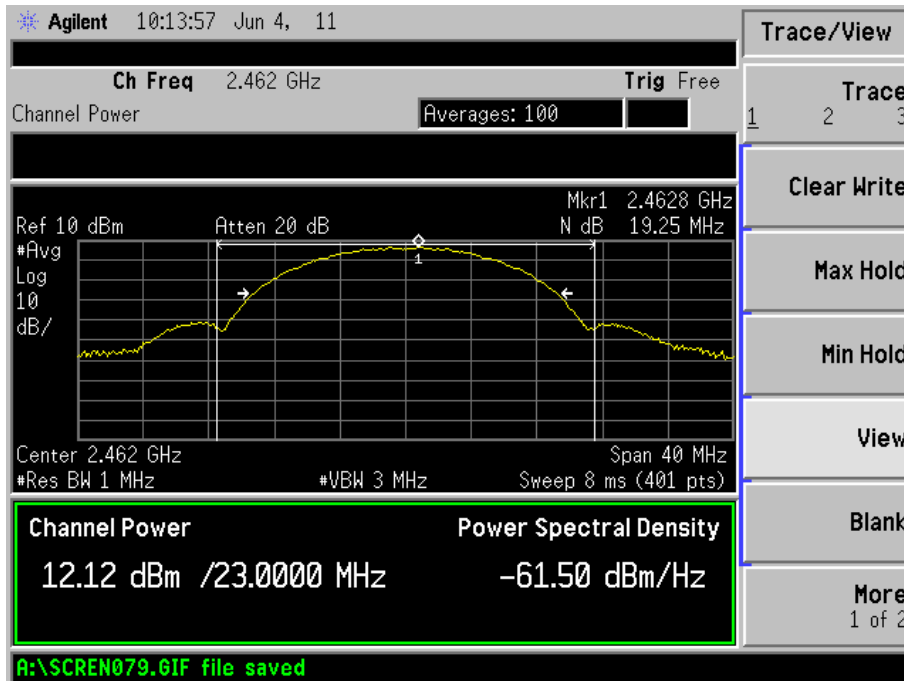 Agilent 10:13:57 Jun 4, 11
Trace/View
Ch Freq 2.462 GHz Trig Free
Channel Power Averages: 100
Trace
1 2 3
Clear Write
Max Hold
Min Hold
View
Blank
More
1 of 2
Mkr1 2.4628 GHz
Ref 10 dBm Atten 20 dB N dB 19.25 MHz
#Avg
Log
10
dB/
1
Center 2.462 GHz Span 40 MHz
#Res BW 1 MHz #VBW 3 MHz Sweep 8 ms (401 pts)
Channel Power Power Spectral Density
12.12 dBm /23.0000 MHz -61.50 dBm/Hz
A:\SCREN079.GIF file saved